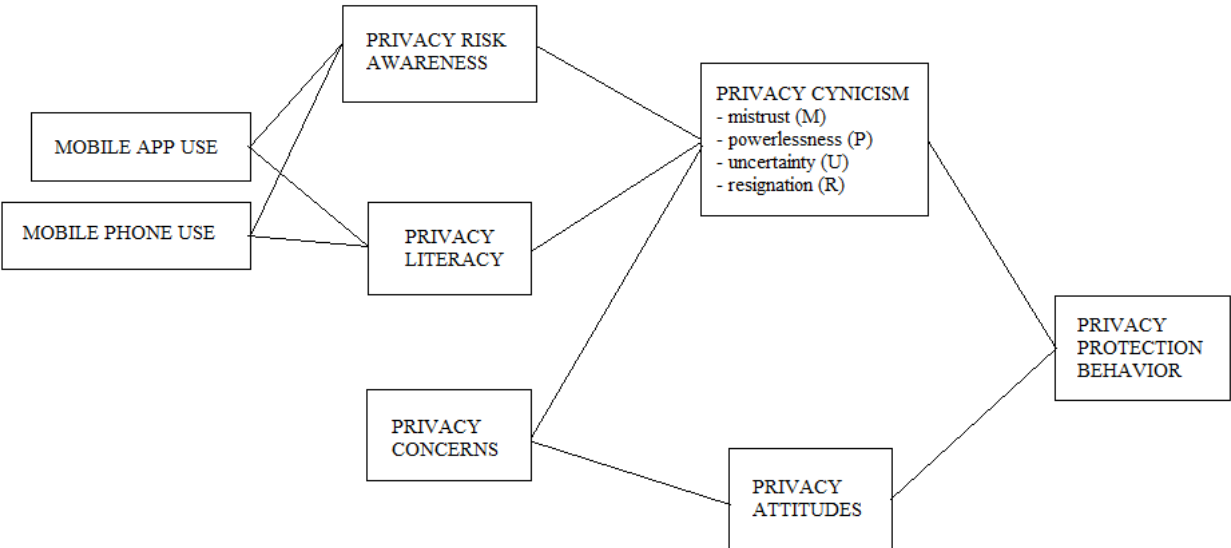 PRIVACY RISK
AWARENESS
MOBILE APP USE
MOBILE PHONE USE
PRIVACY
LITERACY
PRIVACY
CONCERNS
PRIVACY CYNICISM
- mistrust (M)
- powerlessness (P)
- uncertainty (U)
- resignation (R)
PRIVACY
ATTITUDES
PRIVACY
PROTECTION
BEHAVIOR